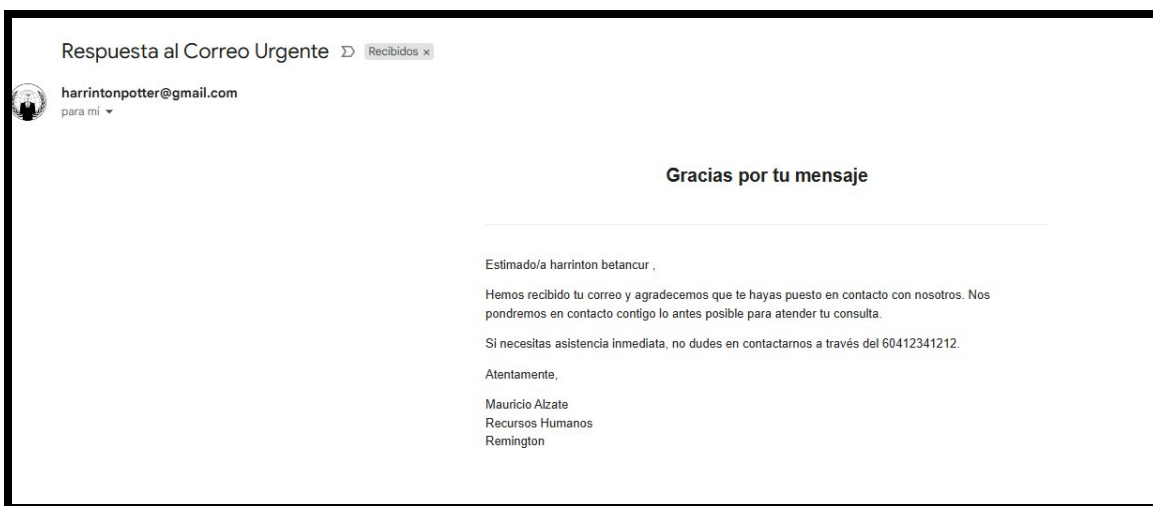 Respuesta al Correo Urgente Recibidos x
harrintonpotter@gmail.com
para mí
Gracias por tu mensaje
Estimado/a harrinton betancur ,
Hemos recibido tu correo y agradecemos que te hayas puesto en contacto con nosotros. Nos
pondremos en contacto contigo lo antes posible para atender tu consulta.
Si necesitas asistencia inmediata, no dudes en contactarnos a través del 60412341212.
Atentamente,
Mauricio Alzate
Recursos Humanos
Remington